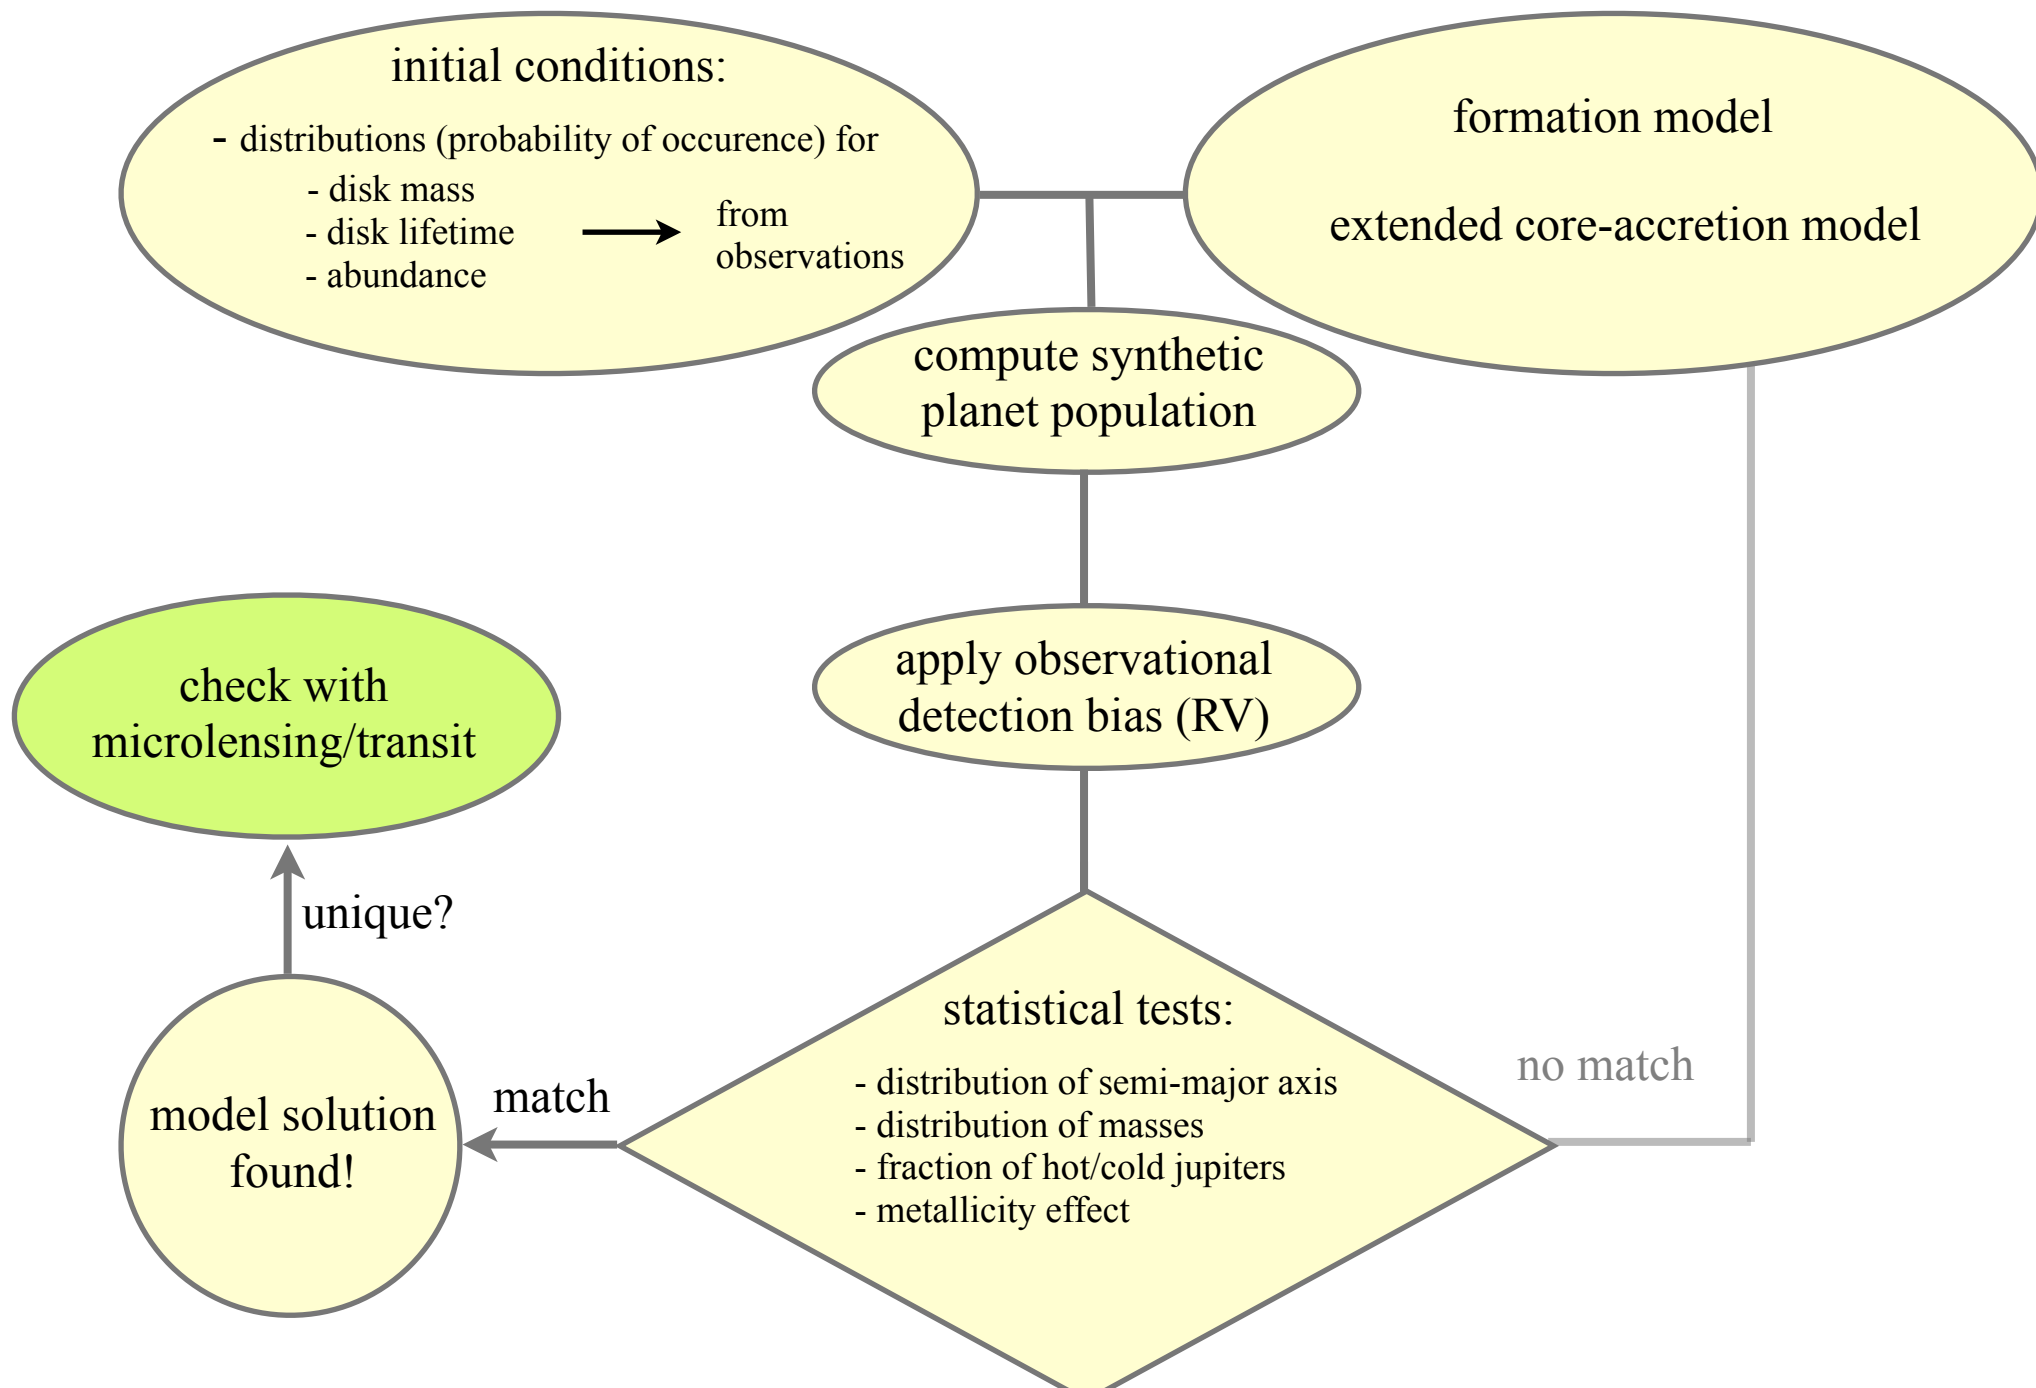 initial conditions:
- distributions (probability of occurence) for
- disk mass
- disk lifetime
- abundance
from
observations
formation model
extended core-accretion model
compute synthetic
planet population
apply observational
detection bias (RV)
check with
microlensing/transit
unique?
model solution
found!
match
statistical tests:
- distribution of semi-major axis
- distribution of masses
- fraction of hot/cold jupiters
- metallicity effect
no match